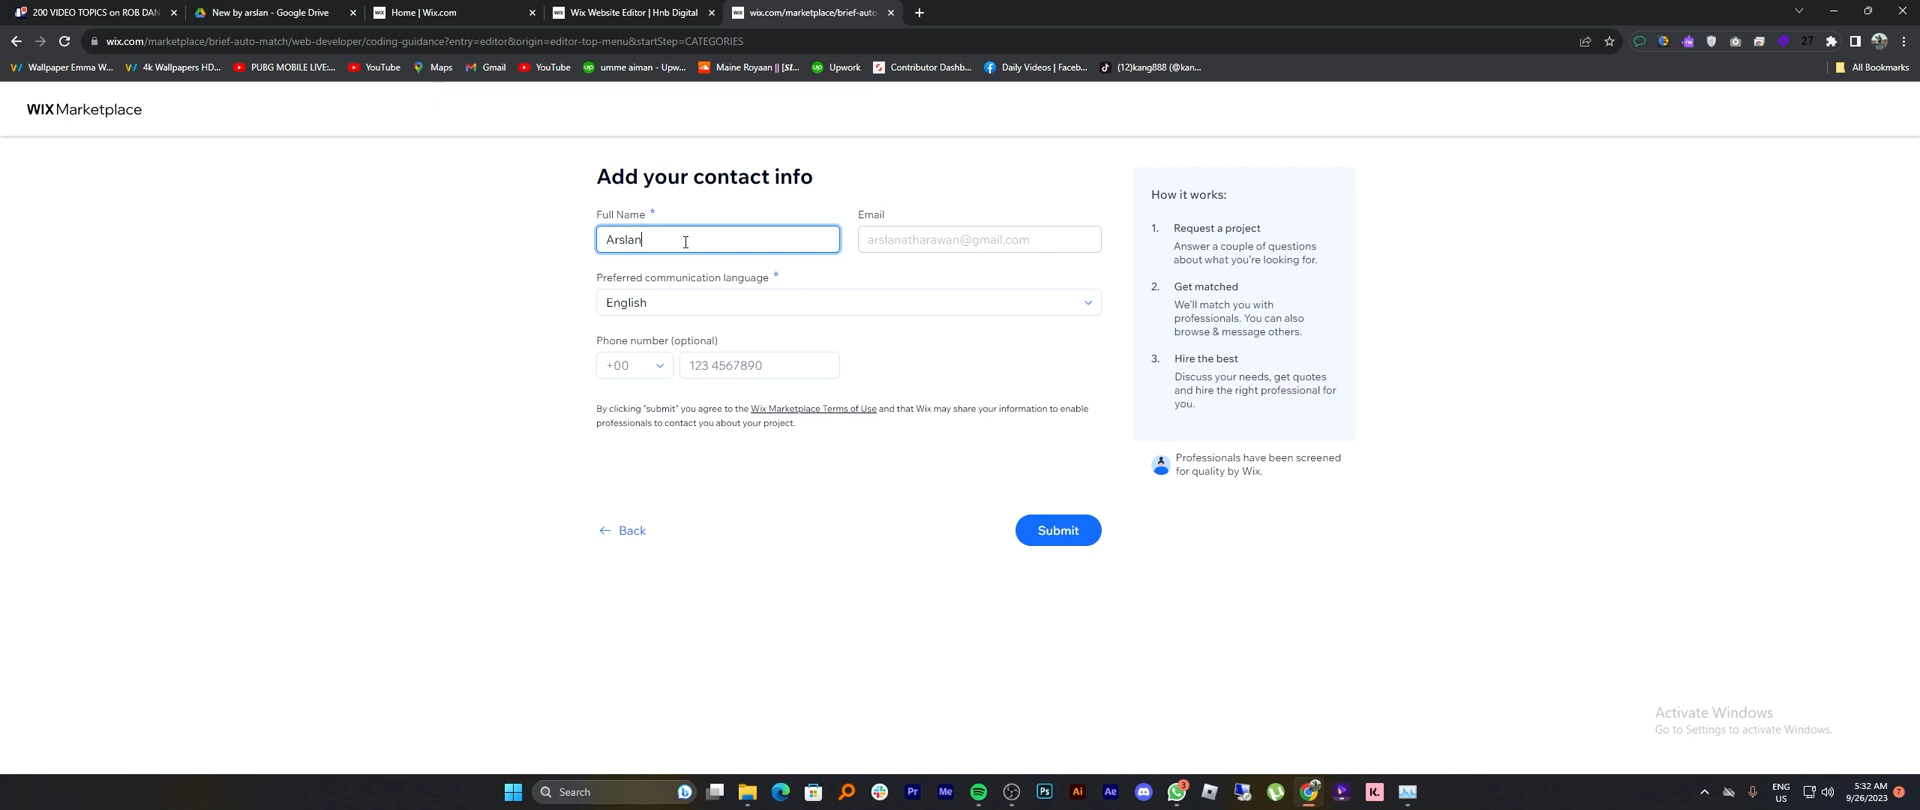 200 VIDEO TOPICS on ROB DAN
New by arslan - Google Drive
Home | Wix.com
Wix Website Editor | Hnb Digital
wix.com/marketplace/brief-auto
wix.com/marketplace/brief-auto-match/web-developer/coding-guidance?entry=editor&origin=editor-top-menu&startStep=CATEGORIES
27
Wallpaper Emma W...
4k Wallpapers HD...
PUBG MOBILE LIVE:...
YouTube
Maps
Gmail
YouTube
umme aiman - Upw...
Maine Royaan || [Sl...
Upwork
Contributor Dashb...
Daily Videos | Faceb...
(12)kang888 (@kan...
All Bookmarks
WIX Marketplace
Add your contact info
Full Name *
Email
Arslan
arslanatharawan@gmail.com
Preferred communication language *
English
Phone number (optional)
+00
123 4567890
By clicking "submit" you agree to the Wix Marketplace Terms of Use and that Wix may share your information to enable
professionals to contact you about your project.
Back
Submit
How it works:
1. Request a project
Answer a couple of questions
about what you're looking for.
2. Get matched
We'll match you with
professionals. You can also
browse & message others.
3. Hire the best
Discuss your needs, get quotes
and hire the right professional for
you.
Professionals have been screened
for quality by Wix.
Activate Windows
Go to Settings to activate Windows.
Search
Pr
Me
Ps
Ai
Ae
3
K.
ENG
US
5:32 AM
9/26/2023
7